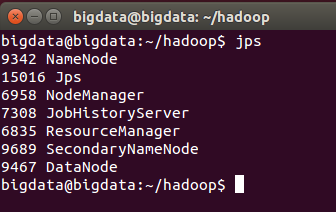 bigdata@bigdata: ~/hadoop
bigdata@bigdata:~/hadoop$ jps
9342 NameNode
15016 Jps
6958 NodeManager
7308 JobHistoryServer
6835 ResourceManager
9689 SecondaryNameNode
9467 DataNode
bigdata@bigdata:~/hadoop$